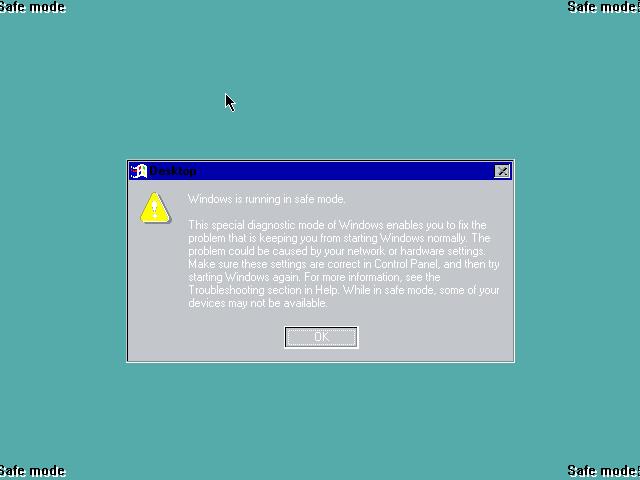 Safe mode
Safe mode
Desktop
Windows is running in safe mode.
This special diagnostic mode of Windows enables you to fix the
problem that is keeping you from starting Windows normally. The
problem could be caused by your network or hardware settings.
Make sure these settings are correct in Control Panel, and then try
starting Windows again. For more information, see the
Troubleshooting section in Help. While in safe mode, some of your
devices may not be available.
OK
Safe mode
Safe mode